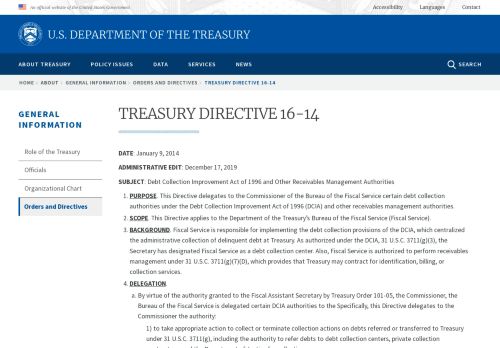 An official website of the United States Government
Accessibility Languages Contact
U.S. DEPARTMENT OF THE TREASURY
ABOUT TREASURY POLICY ISSUES DATA SERVICES NEWS SEARCH
HOME ABOUT GENERAL INFORMATION ORDERS AND DIRECTIVES TREASURY DIRECTIVE 16-14
GENERAL
INFORMATION
Role of the Treasury
Officials
Organizational Chart
Orders and Directives
TREASURY DIRECTIVE 16-14
DATE: January 9, 2014
ADMINISTRATIVE EDIT: December 17, 2019
SUBJECT: Debt Collection Improvement Act of 1996 and Other Receivables Management Authorities
1. PURPOSE. This Directive delegates to the Commissioner of the Bureau of the Fiscal Service certain debt collection
authorities under the Debt Collection Improvement Act of 1996 (DCIA) and other receivables management authorities.
2. SCOPE. This Directive applies to the Department of the Treasury's Bureau of the Fiscal Service (Fiscal Service).
3. BACKGROUND. Fiscal Service is responsible for implementing the debt collection provisions of the DCIA, which centralized
the administrative collection of delinquent debt at Treasury. As authorized under the DCIA, 31 U.S.C. 3711(g)(3), the
Secretary has designated Fiscal Service as a debt collection center. Also, Fiscal Service is authorized to perform receivables
management under 31 U.S.C. 3711(g)(7)(D), which provides that Treasury may contract for identification, billing, or
collection services.
4. DELEGATION.
a. By virtue of the authority granted to the Fiscal Assistant Secretary by Treasury Order 101-05, the Commissioner, the
Bureau of the Fiscal Service is delegated certain DCIA authorities to the Specifically, this Directive delegates to the
Commissioner the authority:
1) to take appropriate action to collect or terminate collection actions on debts referred or transferred to Treasury
under 31 U.S.C. 3711(g), including the authority to refer debts to debt collection centers, private collection